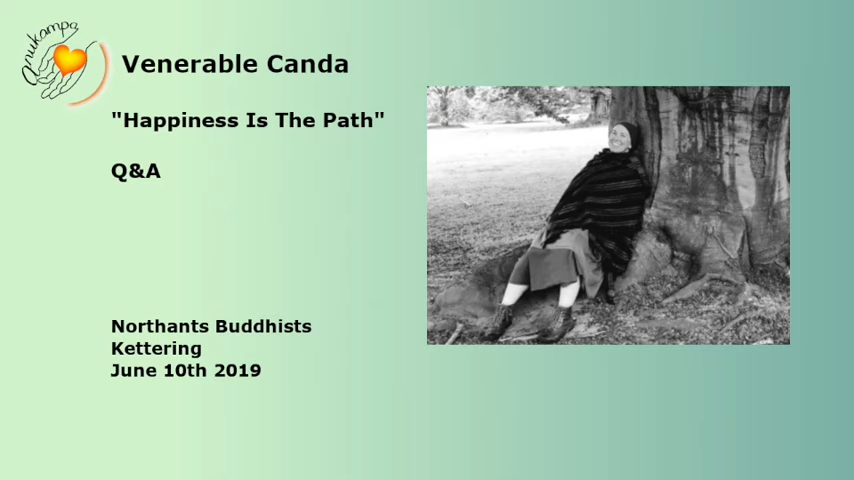 Anukampa
Venerable Canda
"Happiness Is The Path"
Q&A
Northants Buddhists
Kettering
June 10th 2019